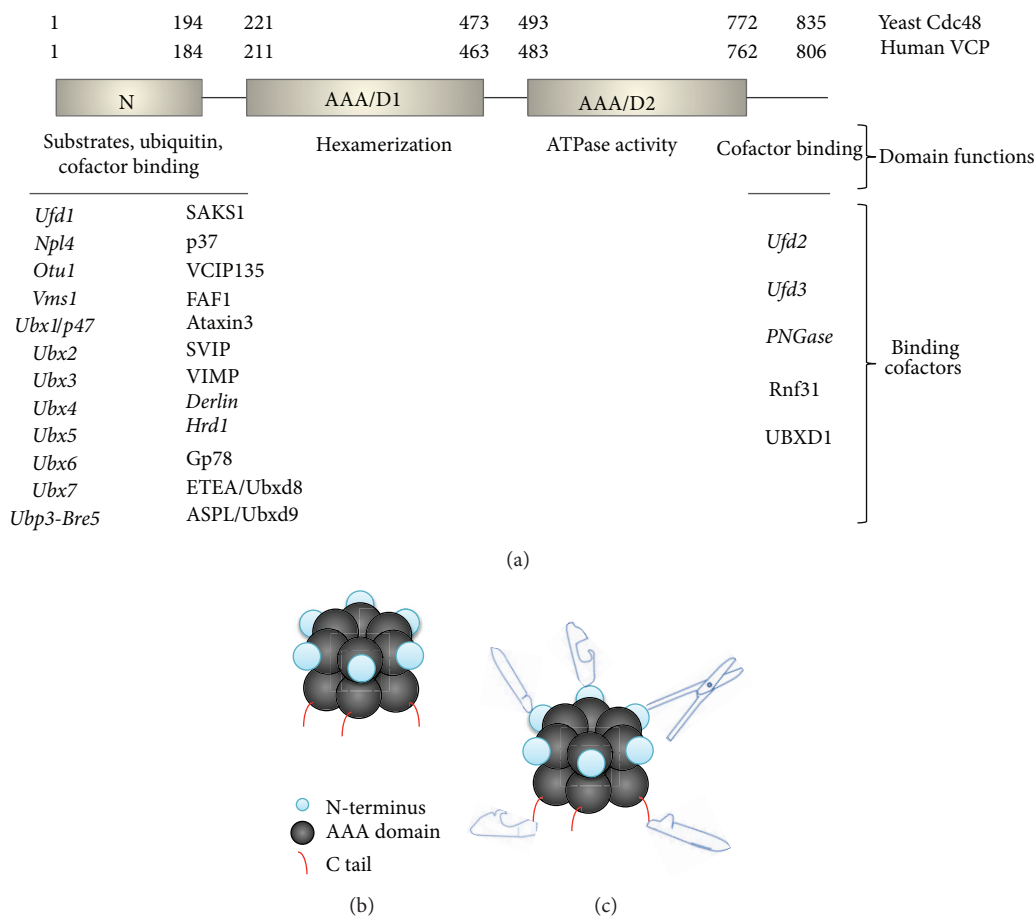 1 194 221 473 493 772 835 Yeast Cdc48
1 184 211 463 483 762 806 Human VCP
N AAA/D1 AAA/D2
Substrates, ubiquitin,
cofactor binding
Hexamerization
ATPase activity
Cofactor binding
Domain functions
Ufd1
Npl4
Otu1
Vms1
Ubx1/p47
Ubx2
Ubx3
Ubx4
Ubx5
Ubx6
Ubx7
Ubp3-Bre5
SAKS1
p37
VCIP135
FAF1
Ataxin3
SVIP
VIMP
Derlin
Hrd1
Gp78
ETEA/Ubxd8
ASPL/Ubxd9
Ufd2
Ufd3
PNGase
Rnf31
UBXD1
Binding
cofactors
(a)
N-terminus
AAA domain
C tail
(b)
(c)